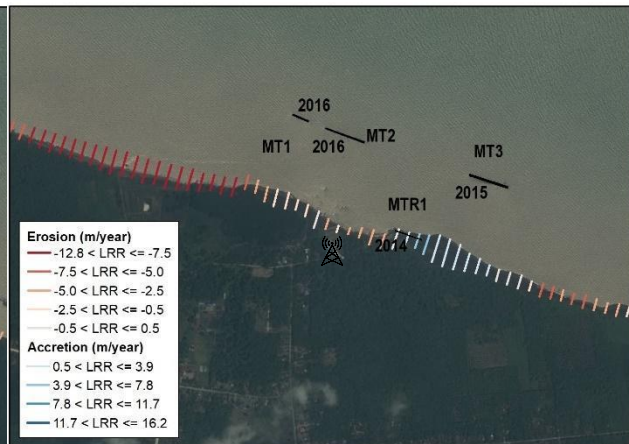 2016
MT1
2016
MT2
MT3
2015
MTR1
2014
Erosion (m/year)
-12.8 < LRR <= -7.5
-7.5 < LRR <= -5.0
-5.0 < LRR <= -2.5
-2.5 < LRR <= -0.5
-0.5 < LRR <= 0.5
Accretion (m/year)
0.5 < LRR <= 3.9
3.9 < LRR <= 7.8
7.8 < LRR <= 11.7
11.7 < LRR <= 16.2